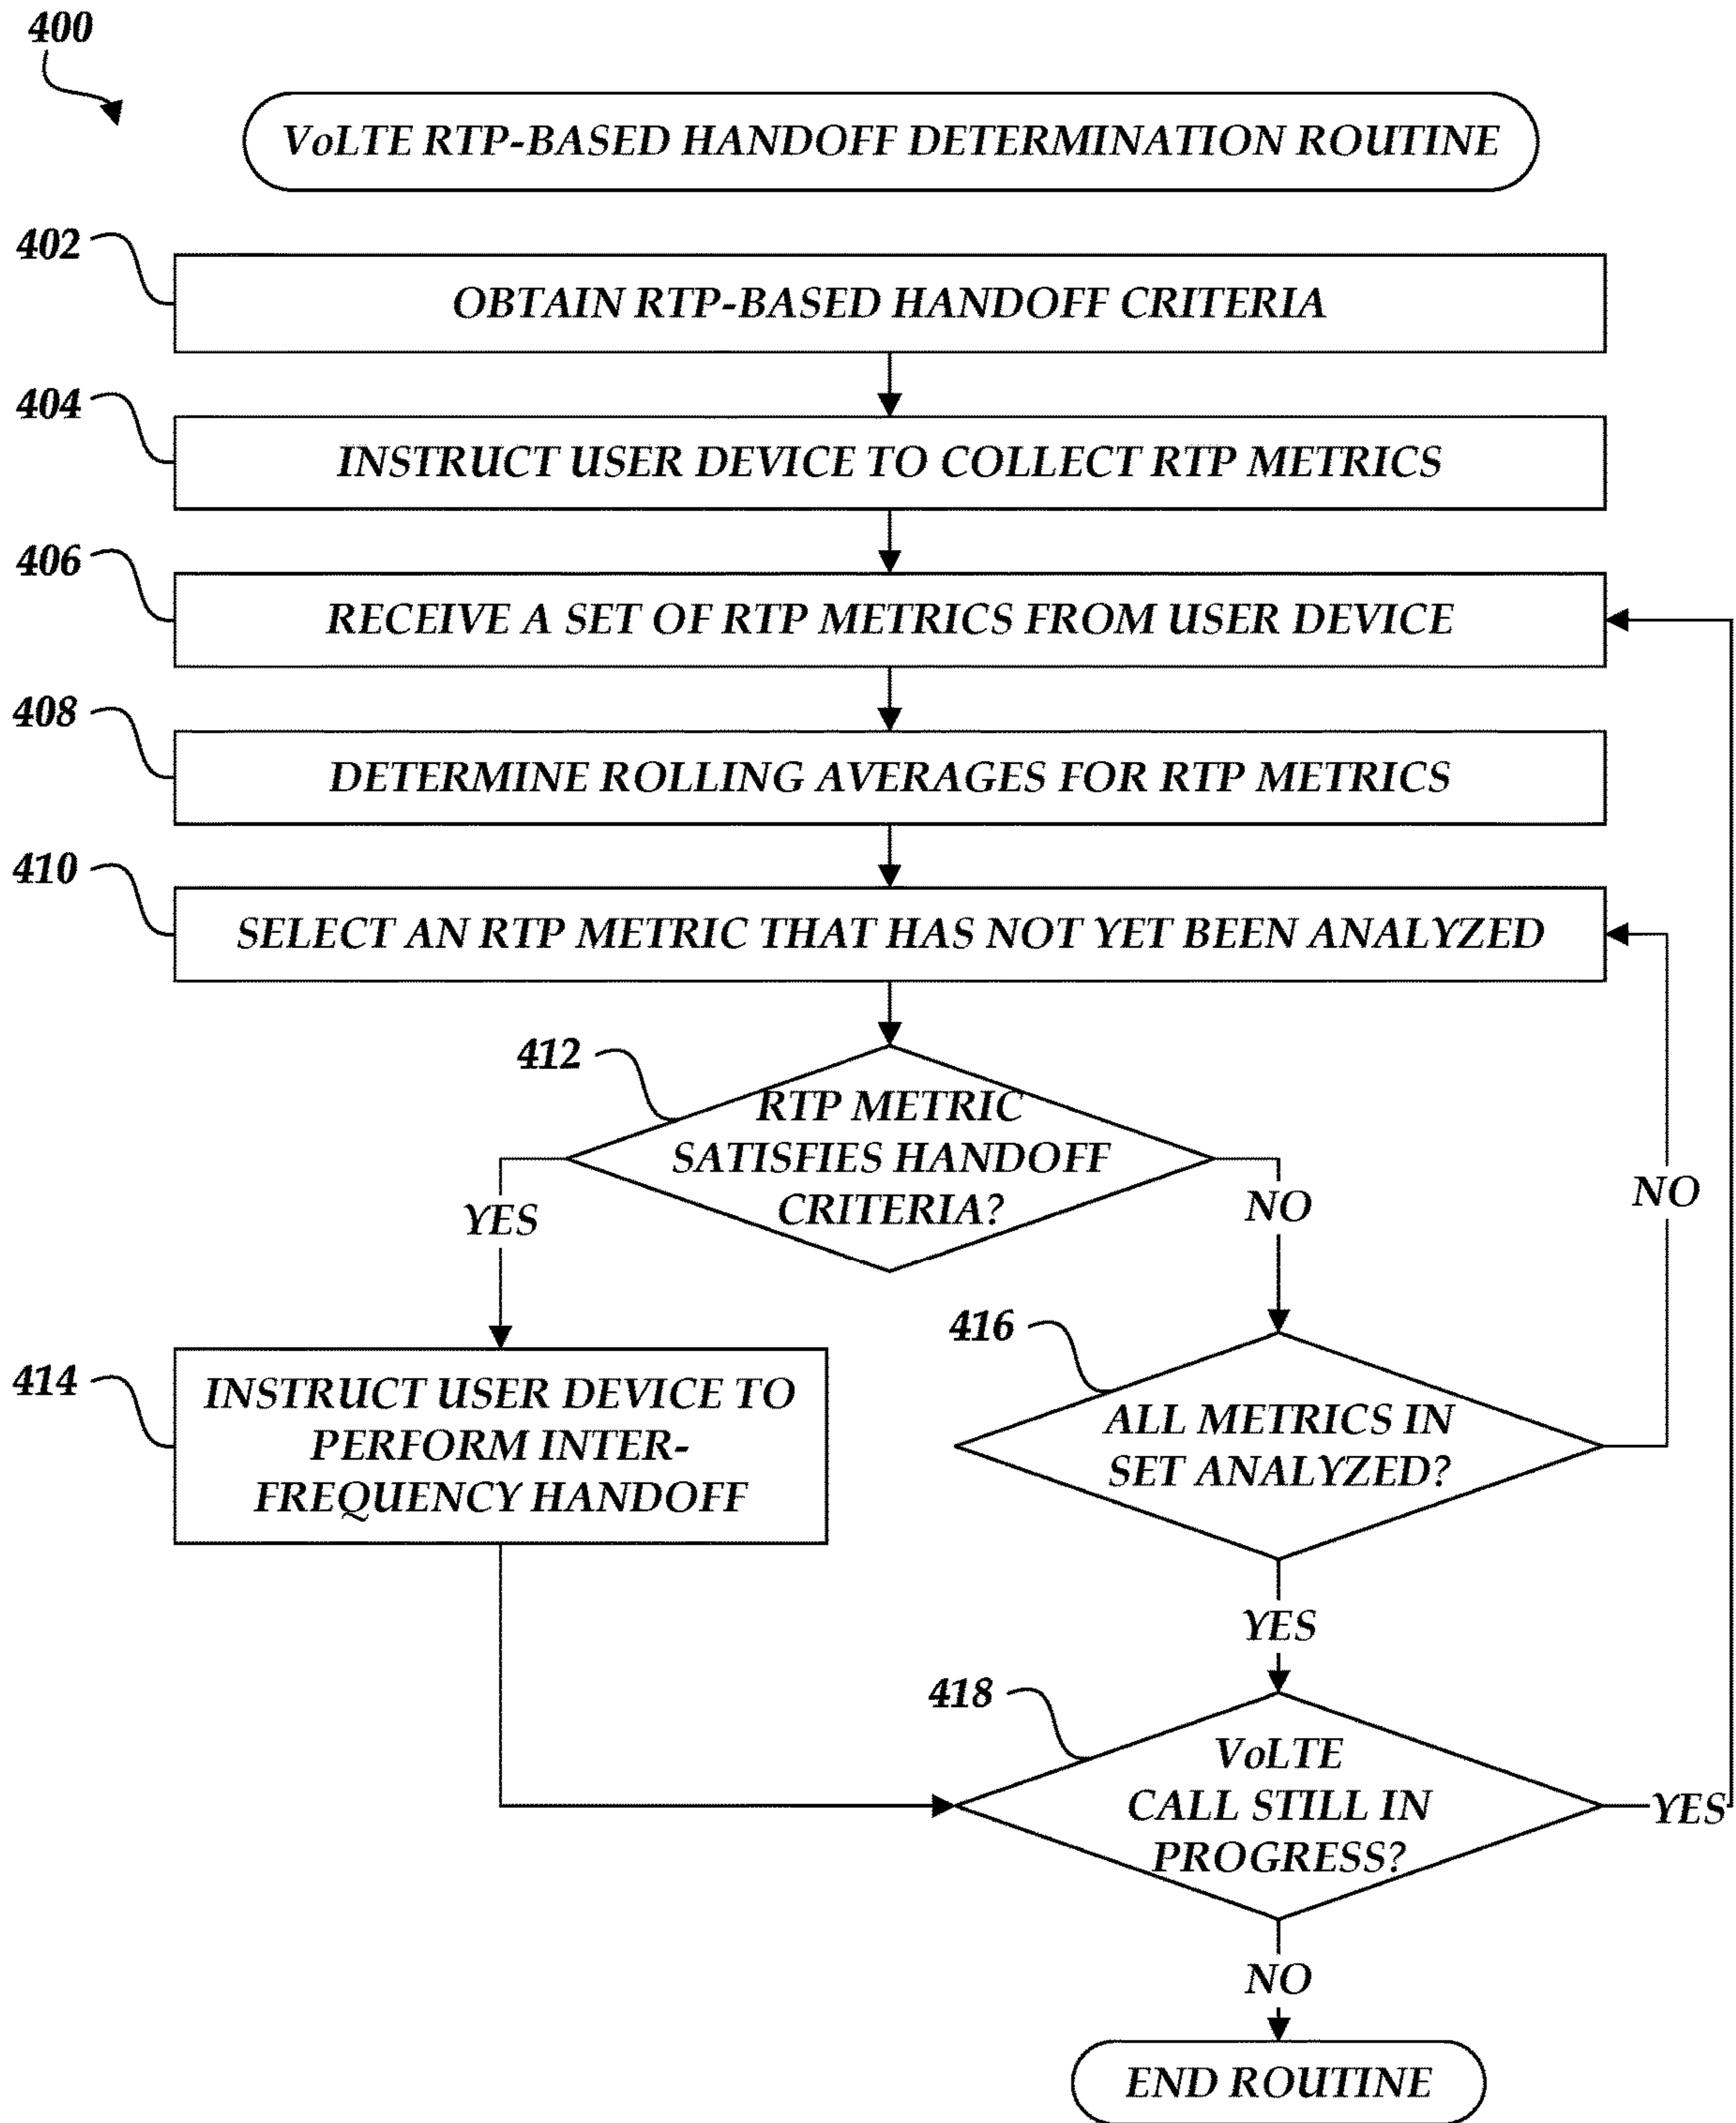 400
VoLTE RTP-BASED HANDOFF DETERMINATION ROUTINE
402
OBTAIN RTP-BASED HANDOFF CRITERIA
404
INSTRUCT USER DEVICE TO COLLECT RTP METRICS
406
RECEIVE A SET OF RTP METRICS FROM USER DEVICE
408
DETERMINE ROLLING AVERAGES FOR RTP METRICS
410
SELECT AN RTP METRIC THAT HAS NOT YET BEEN ANALYZED
412
RTP METRIC
SATISFIES HANDOFF
CRITERIA?
YES
NO
NO
414
INSTRUCT USER DEVICE TO
PERFORM INTER-
FREQUENCY HANDOFF
416
ALL METRICS IN
SET ANALYZED?
YES
418
VoLTE
CALL STILL IN
PROGRESS?
YES
NO
END ROUTINE